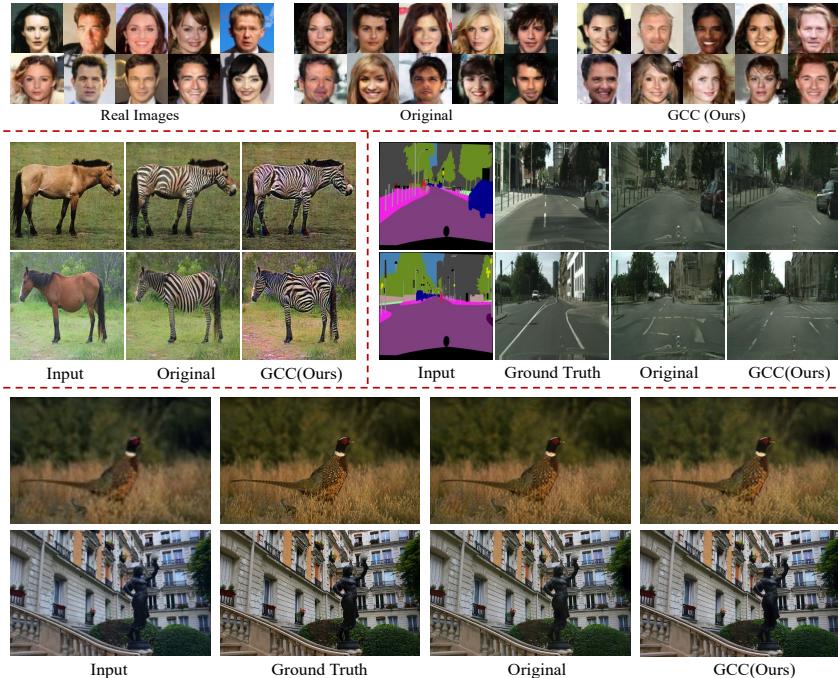 Real Images Original GCC (Ours)
Input Original GCC(Ours)
Input Ground Truth Original GCC(Ours)
Input Ground Truth Original GCC(Ours)